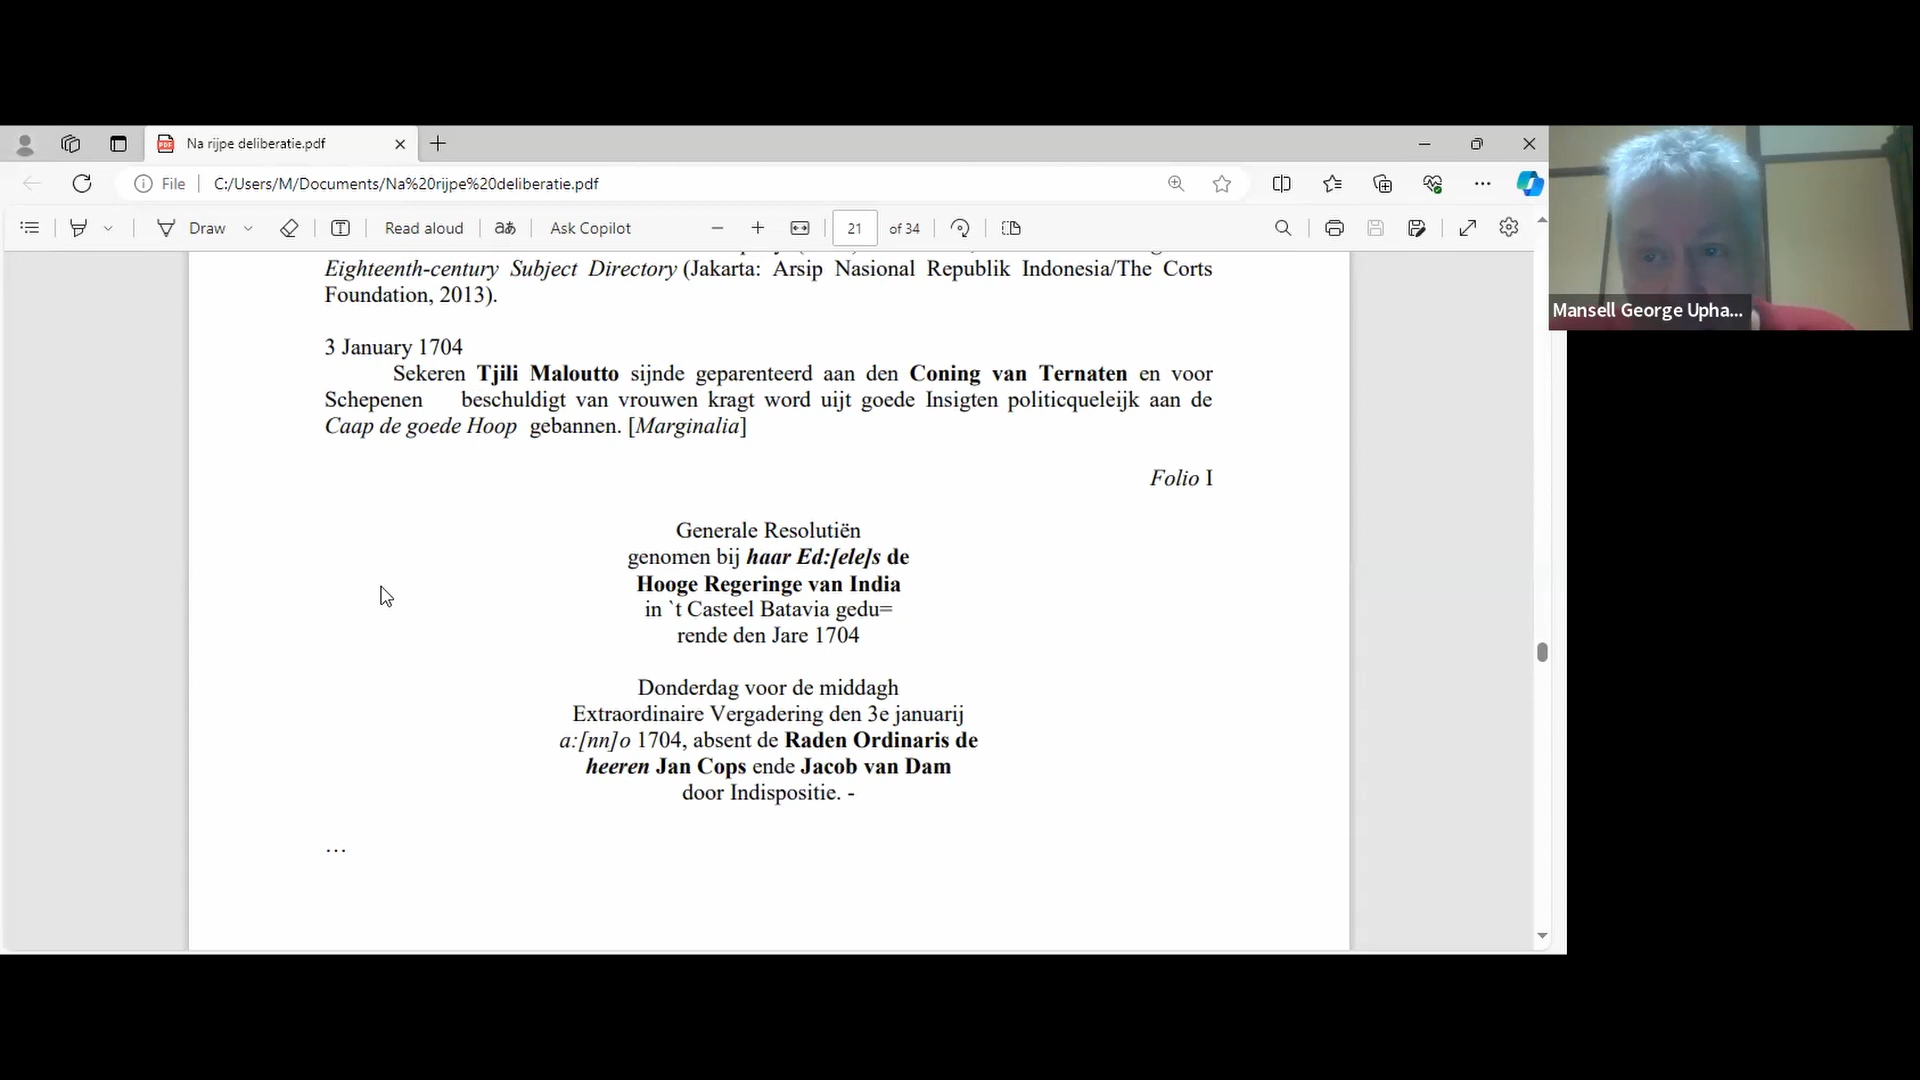 Na rijpe deliberatie.pdf
File
C:/Users/M/Documents/Na%20rijpe%20deliberatie.pdf
Draw
Read aloud
aあ
Ask Copilot
21
of 34
Eighteenth-century Subject Directory (Jakarta: Arsip Nasional Republik Indonesia/The Corts
Foundation, 2013).
3 January 1704
Sekeren Tjili Maloutto sijnde geparenteerd aan den Coning van Ternaten en voor
Schepenen beschuldigt van vrouwen kragt word uijt goede Insigten politicqueleijk aan de
Caap de goede Hoop gebannen. [Marginalia]
Folio I
Generale Resolutiën
genomen bij haar Ed:[ele]s de
Hooge Regeringe van India
in `t Casteel Batavia gedu=
rende den Jare 1704
Donderdag voor de middagh
Extraordinaire Vergadering den 3e januarij
a:[nn]o 1704, absent de Raden Ordinaris de
heeren Jan Cops ende Jacob van Dam
door Indispositie. -
…
Mansell George Upha...